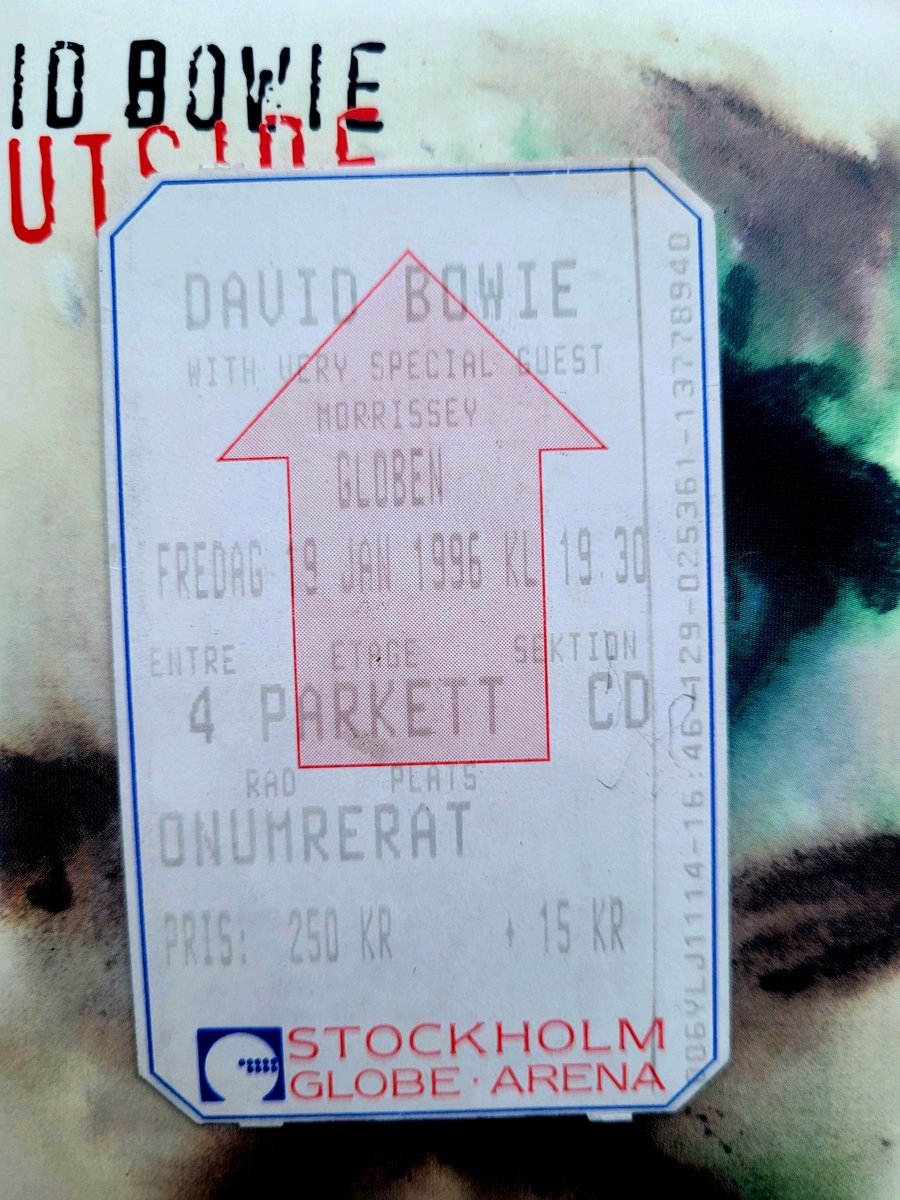 ID BOWIE
UTSIDE
DAVID BOWIE
WITH VERY SPECIAL GUEST
MORRISSEY
GLOBEN
FREDAG 19 JAN 1996 KL 19.30
ENTRE ETAGE SEKTION
4 PARKETT CD
RAD PLATS
ONUMRERAT
PRIS: 250 KR + 15 KR
STOCKHOLM
GLOBE · ARENA